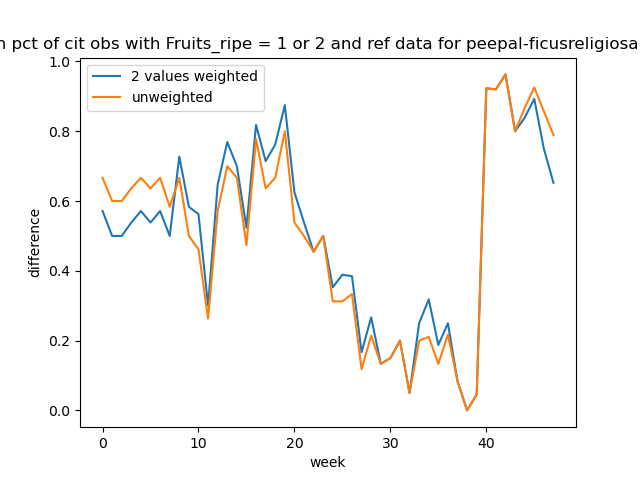 pct of cit obs with Fruits_ripe = 1 or 2 and ref data for peepal-ficusreligiosa
1.0
2 values weighted
unweighted
0.8
0.6
difference
0.4
0.2
0.0
0
10
20
30
40
week